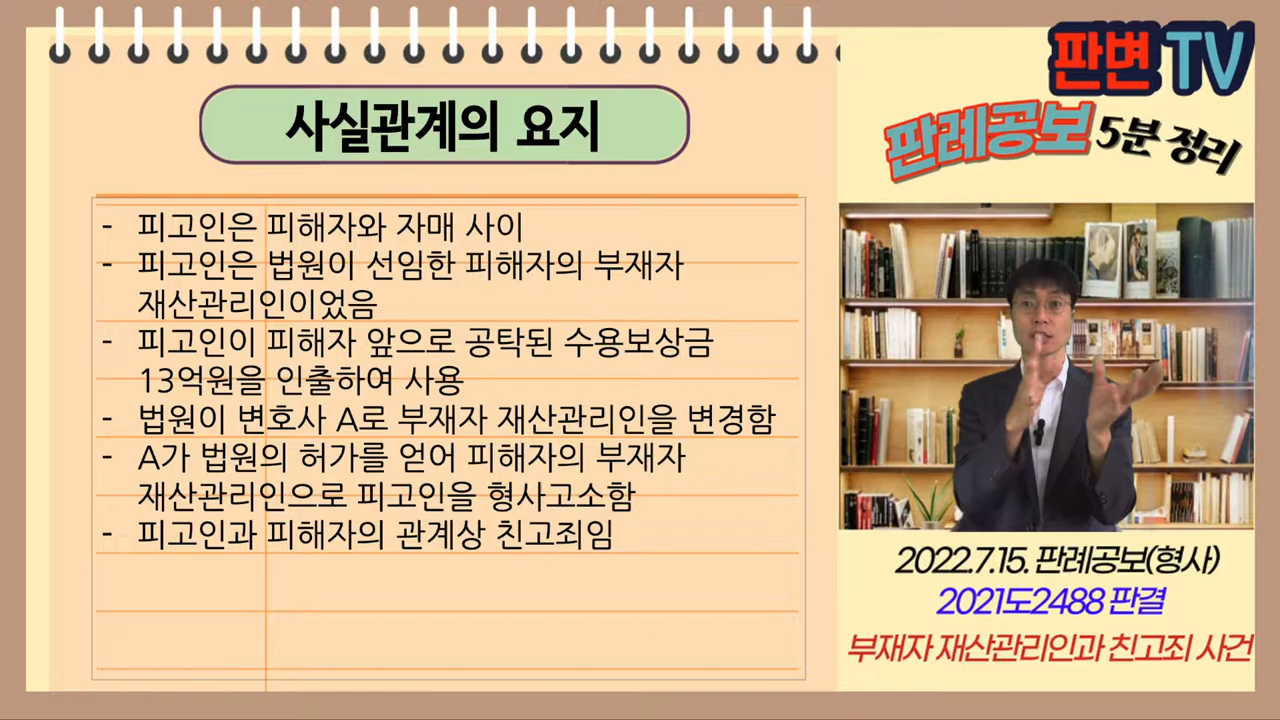 사실관계의 요지
- 피고인은 피해자와 자매 사이
- 피고인은 법원이 선임한 피해자의 부재자
재산관리인이었음
- 피고인이 피해자 앞으로 공탁된 수용보상금
13억원을 인출하여 사용
- 법원이 변호사 A로 부재자 재산관리인을 변경함
- A가 법원의 허가를 얻어 피해자의 부재자
재산관리인으로 피고인을 형사고소함
- 피고인과 피해자의 관계상 친고죄임
판변 TV
판례공보 5분 정리
2022.7.15. 판례공보(형사)
2021도2488 판결
부재자 재산관리인과 친고죄 사건